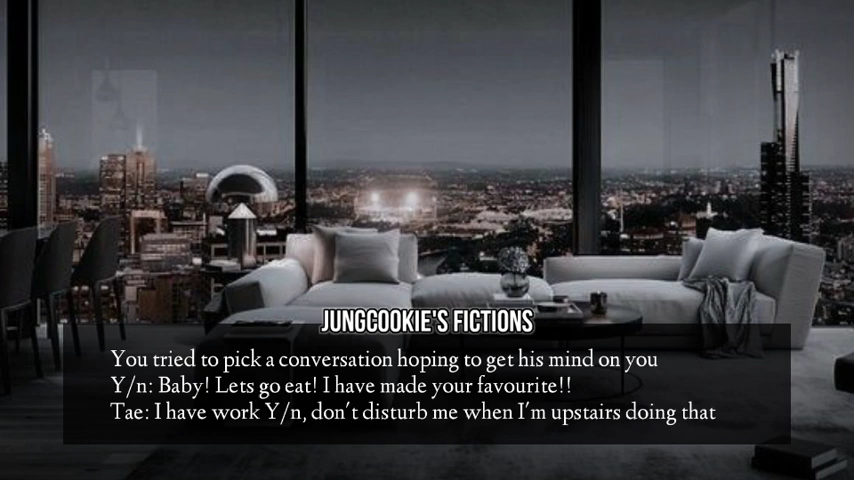 JUNGCOOKIE'S FICTIONS
You tried to pick a conversation hoping to get his mind on you
Y/n: Baby! Lets go eat! I have made your favourite!!
Tae: I have work Y/n, don't disturb me when I'm upstairs doing that